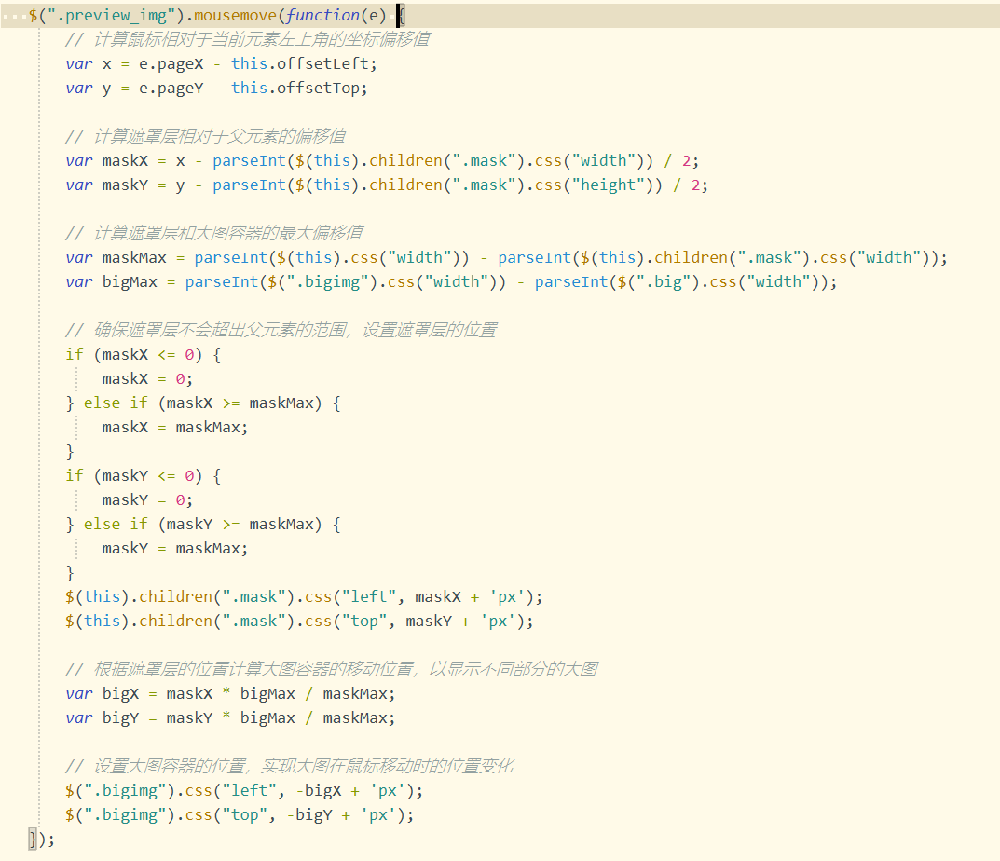 $(".preview_img").mousemove(function(e) {
// 计算鼠标相对于当前元素左上角的坐标偏移值
var x = e.pageX - this.offsetLeft;
var y = e.pageY - this.offsetTop;
// 计算遮罩层相对于父元素的偏移值
var maskX = x - parseInt($(this).children(".mask").css("width")) / 2;
var maskY = y - parseInt($(this).children(".mask").css("height")) / 2;
// 计算遮罩层和大图容器的最大偏移值
var maskMax = parseInt($(this).css("width")) - parseInt($(this).children(".mask").css("width"));
var bigMax = parseInt($(".bigimg").css("width")) - parseInt($(".big").css("width"));
// 确保遮罩层不会超出父元素的范围，设置遮罩层的位置
if (maskX <= 0) {
maskX = 0;
} else if (maskX >= maskMax) {
maskX = maskMax;
}
if (maskY <= 0) {
maskY = 0;
} else if (maskY >= maskMax) {
maskY = maskMax;
}
$(this).children(".mask").css("left", maskX + 'px');
$(this).children(".mask").css("top", maskY + 'px');
// 根据遮罩层的位置计算大图容器的移动位置，以显示不同部分的大图
var bigX = maskX * bigMax / maskMax;
var bigY = maskY * bigMax / maskMax;
// 设置大图容器的位置，实现大图在鼠标移动时的位置变化
$(".bigimg").css("left", -bigX + 'px');
$(".bigimg").css("top", -bigY + 'px');
});